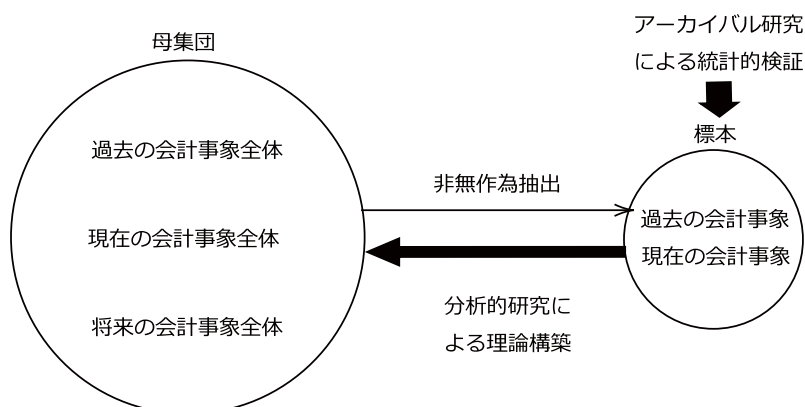 母集団
過去の会計事象全体
現在の会計事象全体
将来の会計事象全体
非無作為抽出
分析的研究に
よる理論構築
アーカイバル研究
による統計的検証
標本
過去の会計事象
現在の会計事象